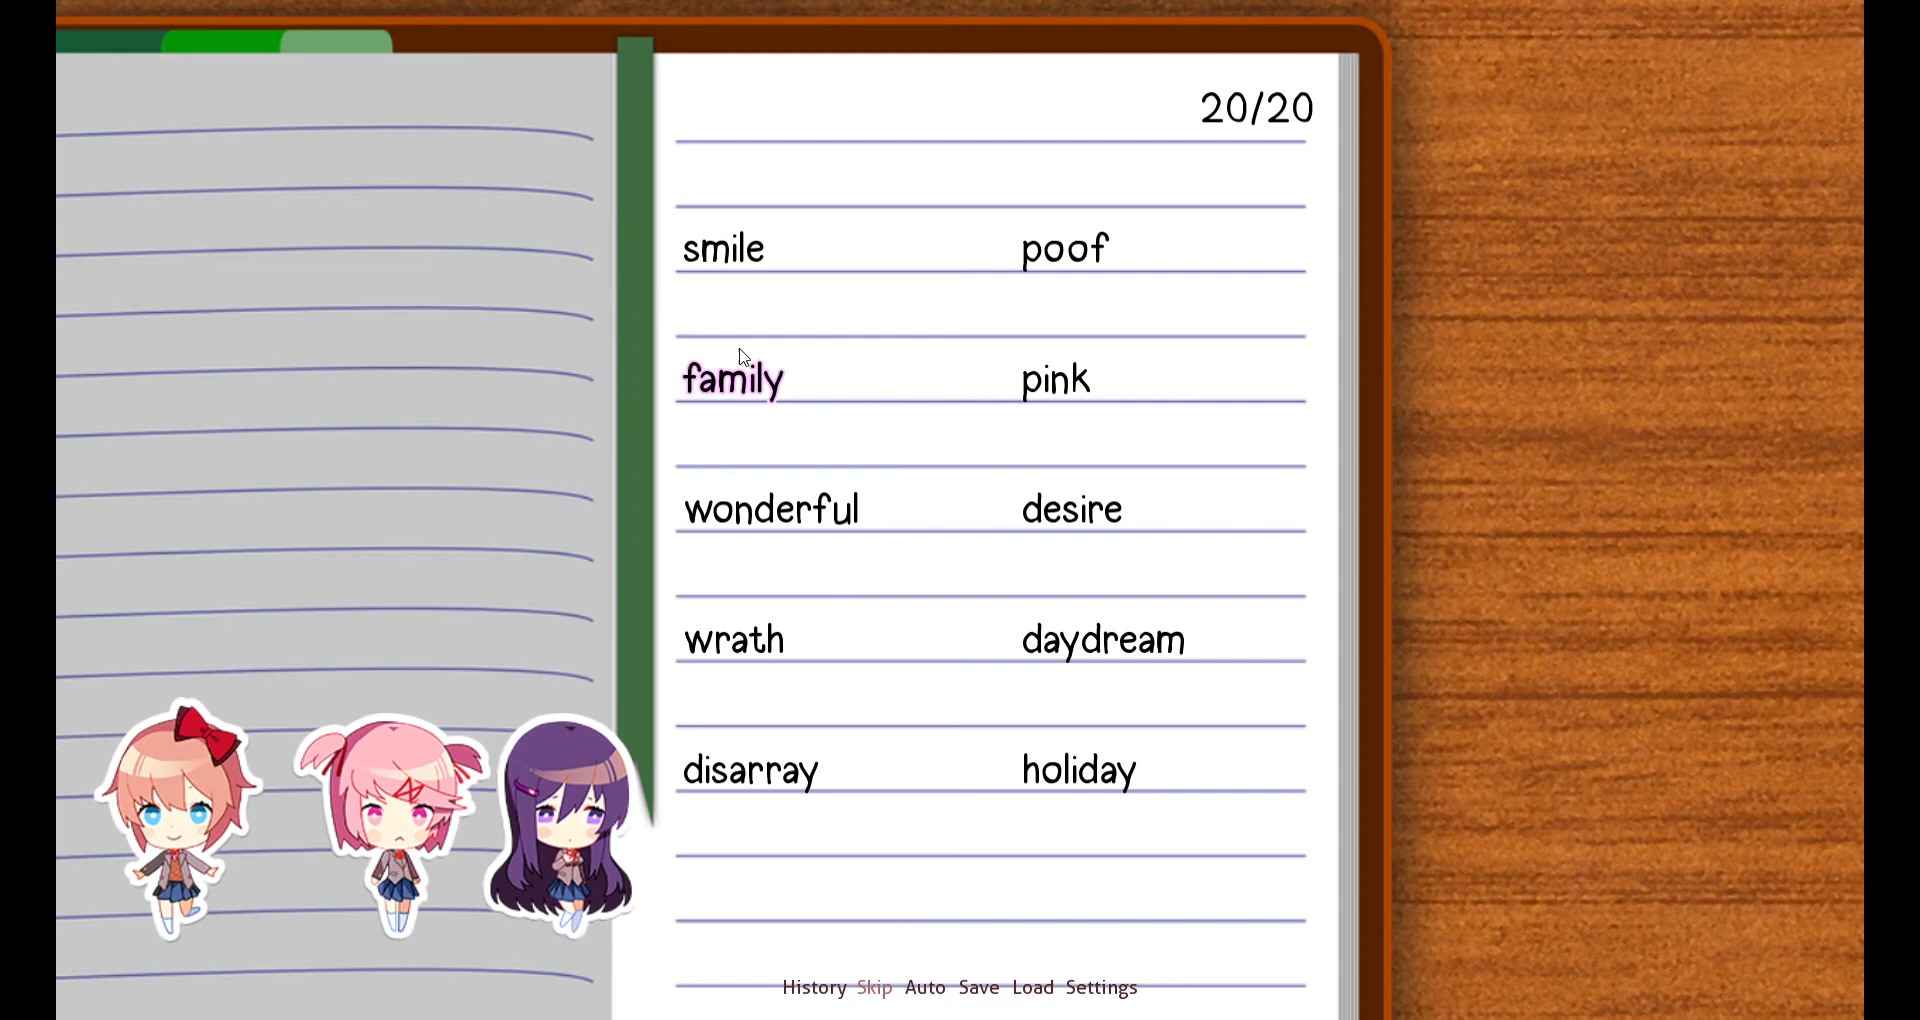 20/20
smile poof
family pink
wonderful desire
wrath daydream
disarray holiday
History Skip Auto Save Load Settings